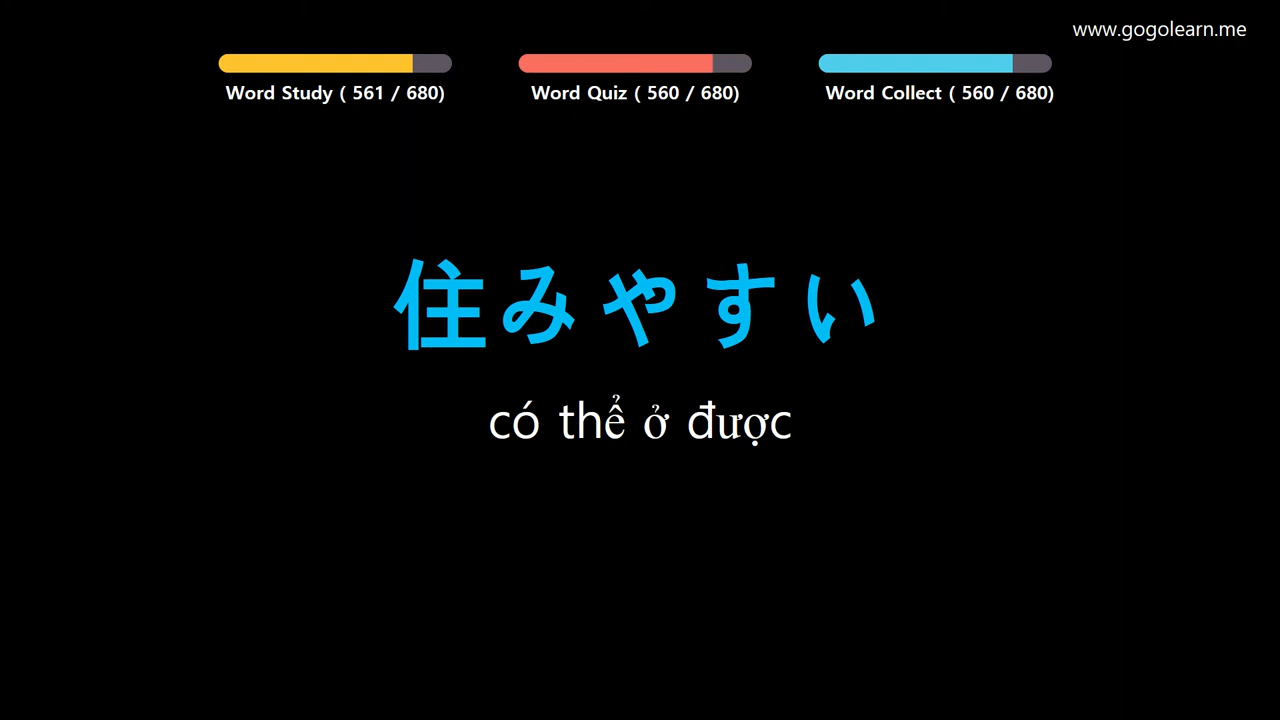 www.gogolearn.me
Word Study ( 561 / 680)
Word Quiz ( 560 / 680)
Word Collect ( 560 / 680)
住みやすい
có thể ở được